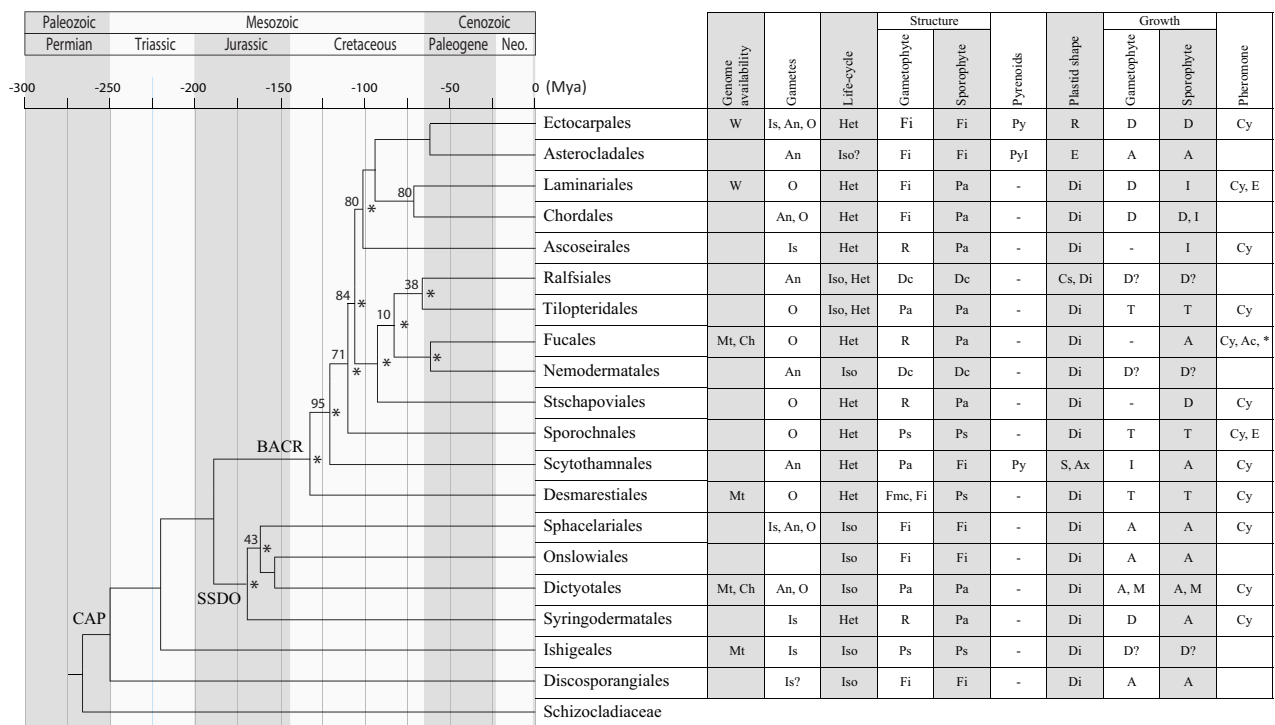 Paleozoic Mesozoic Cenozoic
Permian Triassic Jurassic Cretaceous Paleogene Neo.
-300 -250 -200 -150 -100 -50 0 (Mya)
Structure Growth
Genome availability Gametes Life-cycle Gametophyte Sporophyte Pyrenoids Plastid shape Gametophyte Sporophyte Pheromone
Ectocarpales W Is, An, O Het Fi Fi Py R D D Cy
Asterocladales An Iso? Fi Fi PyI E A A
80 Laminariales W O Het Fi Pa - Di D I Cy, E
80 * Chordales An, O Het Fi Pa - Di D D, I
Ascoseirales Is Het R Pa - Di - I Cy
38 * Ralfsiales An Iso, Het Dc Dc - Cs, Di D? D?
84 * Tilopteridales O Iso, Het Pa Pa - Di T T Cy
10 * Fucales Mt, Ch O Het R Pa - Di - A Cy, Ac, *
71 * * * Nemodermatales An Iso Dc Dc - Di D? D?
Stschapoviales O Het R Pa - Di - D Cy
95 * Sporochnales O Het Ps Ps - Di T T Cy, E
BACR * Scytothamnales An Het Pa Fi Py S, Ax I A Cy
Desmarestiales Mt O Het Fmc, Fi Ps - Di T T Cy
43 * Sphacelariales Is, An, O Iso Fi Fi - Di A A Cy
Onslowiales Iso Fi Fi - Di A A
SSDO * Dictyotales Mt, Ch An, O Iso Pa Pa - Di A, M A, M Cy
CAP Syringodermatales Is Het R Pa - Di D A Cy
Ishigeales Mt Is Iso Ps Ps - Di D? D?
Discosporangiales Is? Iso Fi Fi - Di A A
Schizocladiaceae